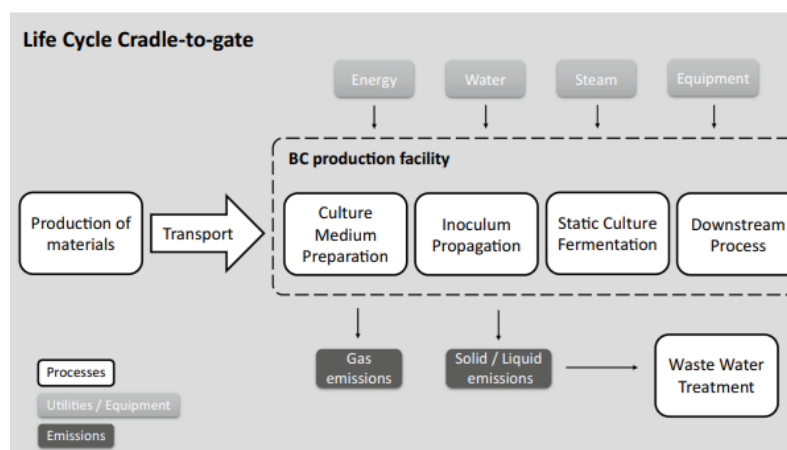 Life Cycle Cradle-to-gate
Energy
Water
Steam
Equipment
BC production facility
Production of
materials
Transport
Culture
Medium
Preparation
Inoculum
Propagation
Static Culture
Fermentation
Downstream
Process
Gas
emissions
Solid / Liquid
emissions
Waste Water
Treatment
Processes
Utilities / Equipment
Emissions